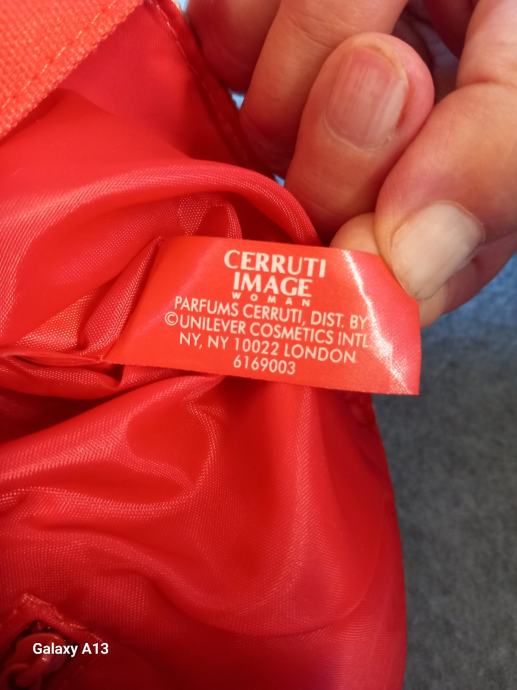 CERRUTI
IMAGE
WOMAN
PARFUMS CERRUTI, DIST. BY
©UNILEVER COSMETICS INTL.
NY, NY 10022 LONDON
6169003
Galaxy A13